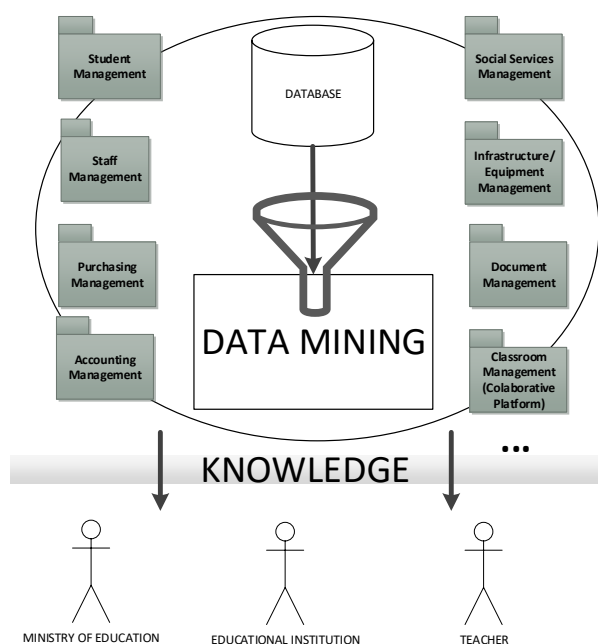 Student
Management
Staff
Management
Purchasing
Management
Accounting
Management
DATABASE
DATA MINING
Social Services
Management
Infrastructure/
Equipment
Management
Document
Management
Classroom
Management
(Colaborative
Platform)
...
KNOWLEDGE
MINISTRY OF EDUCATION
EDUCATIONAL INSTITUTION
TEACHER